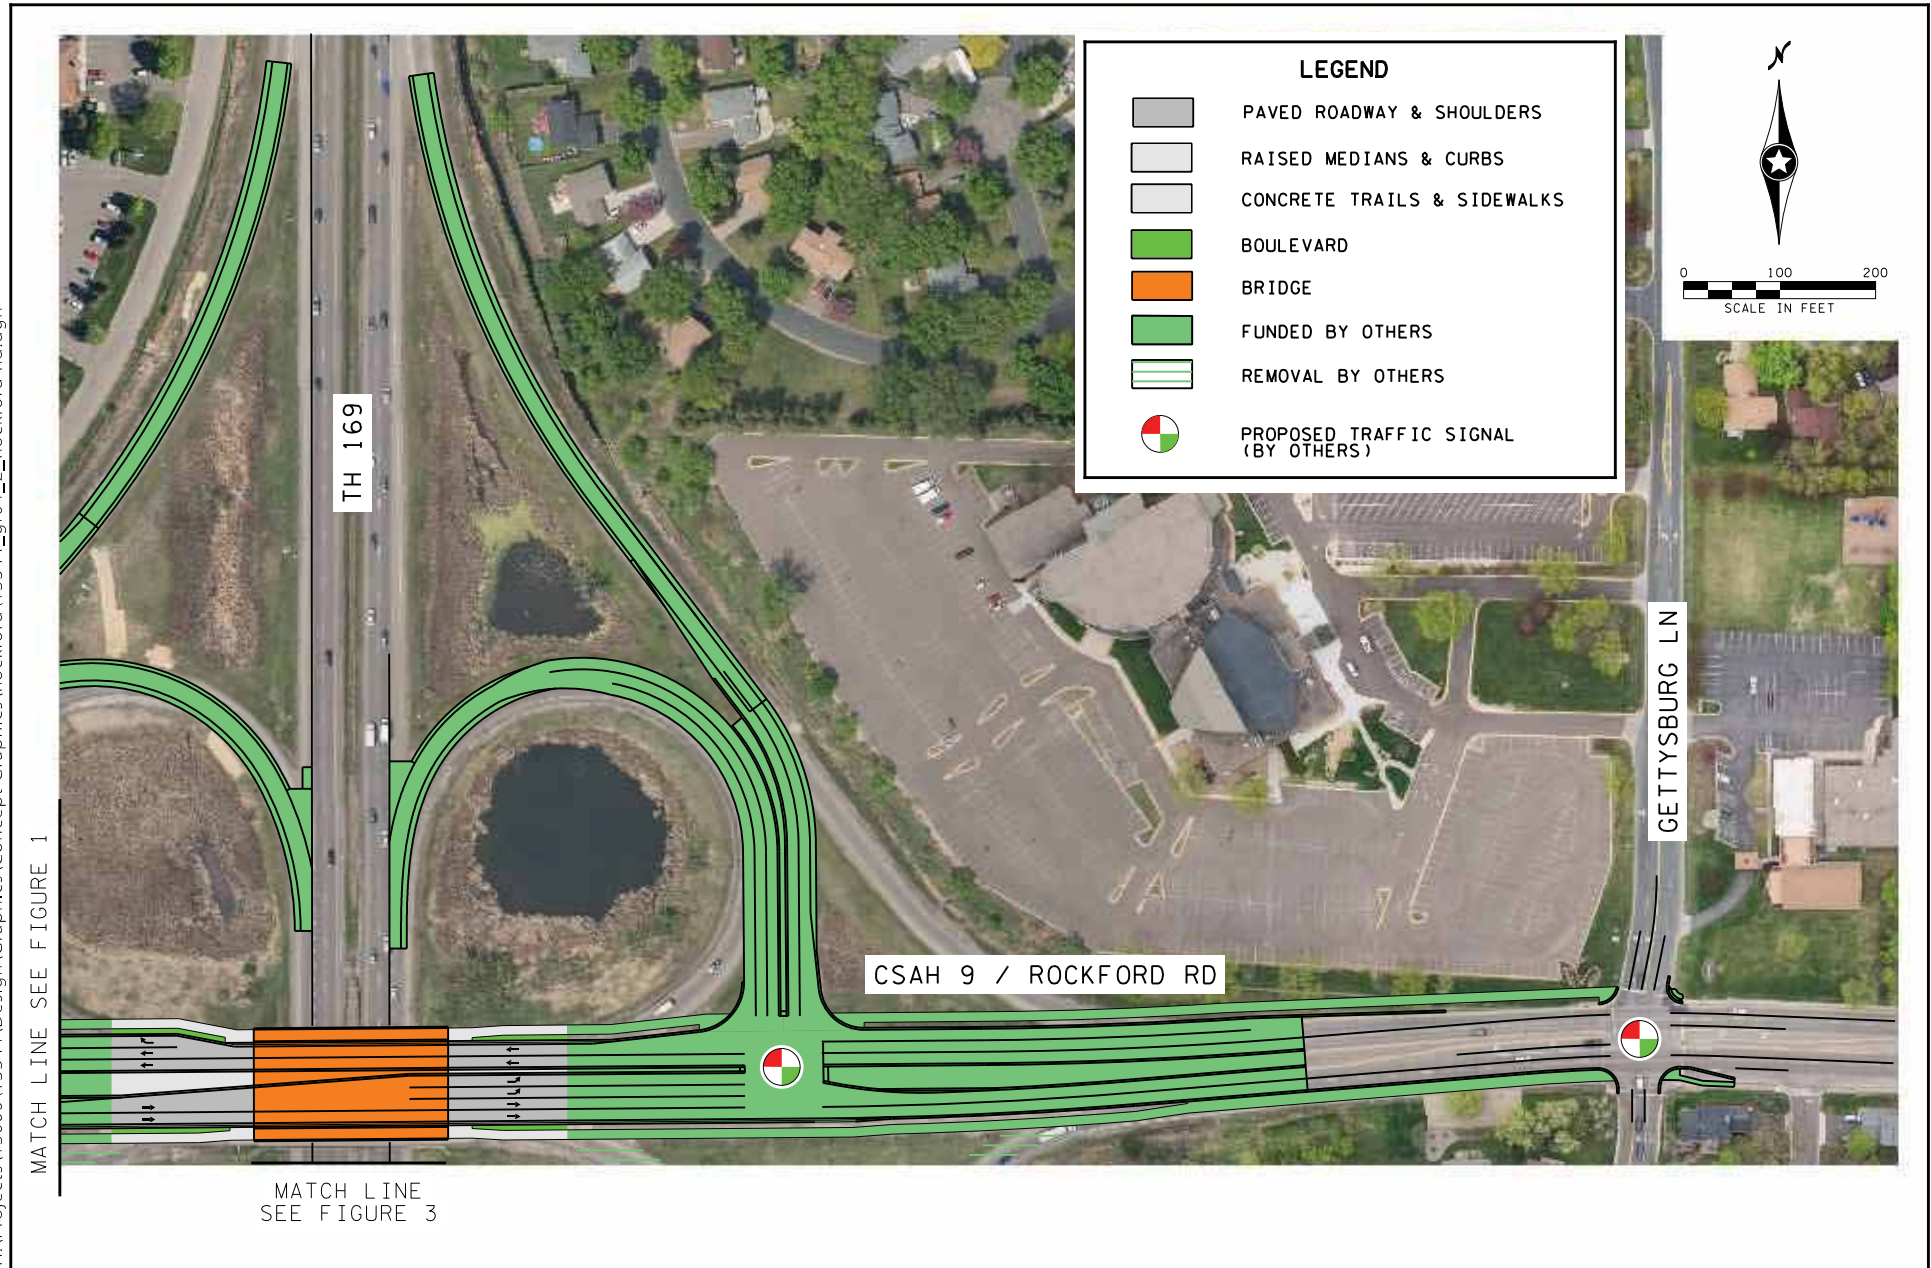 LEGEND
PAVED ROADWAY & SHOULDERS
RAISED MEDIANS & CURBS
CONCRETE TRAILS & SIDEWALKS
BOULEVARD
BRIDGE
FUNDED BY OTHERS
REMOVAL BY OTHERS
PROPOSED TRAFFIC SIGNAL
(BY OTHERS)
N
0 100 200
SCALE IN FEET
TH 169
GETTYSBURG LN
CSAH 9 / ROCKFORD RD
MATCH LINE SEE FIGURE 1
MATCH LINE
SEE FIGURE 3